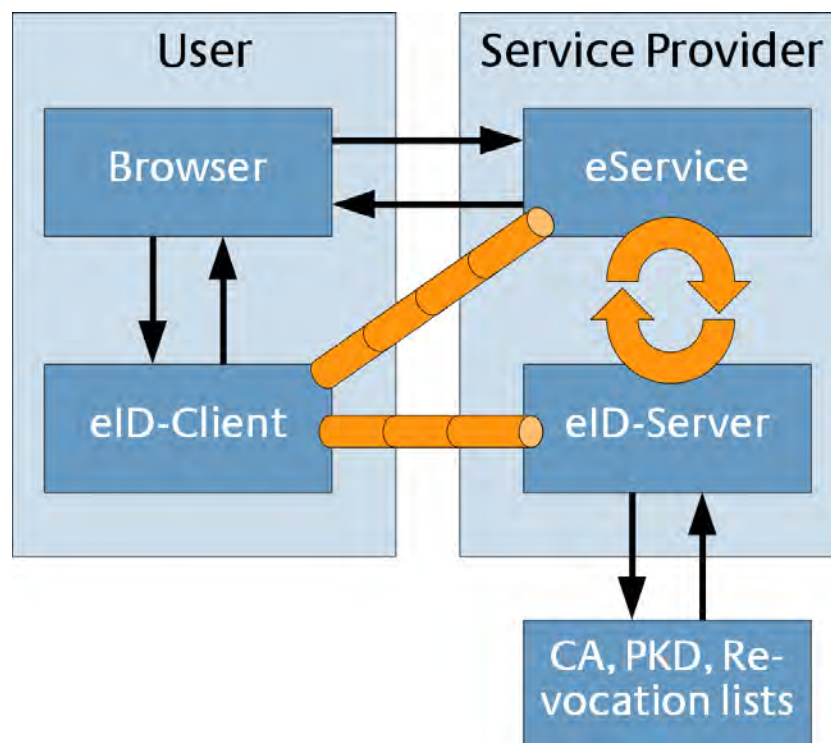 User
Service Provider
Browser
eService
eID-Client
eID-Server
CA, PKD, Re-
vocation lists